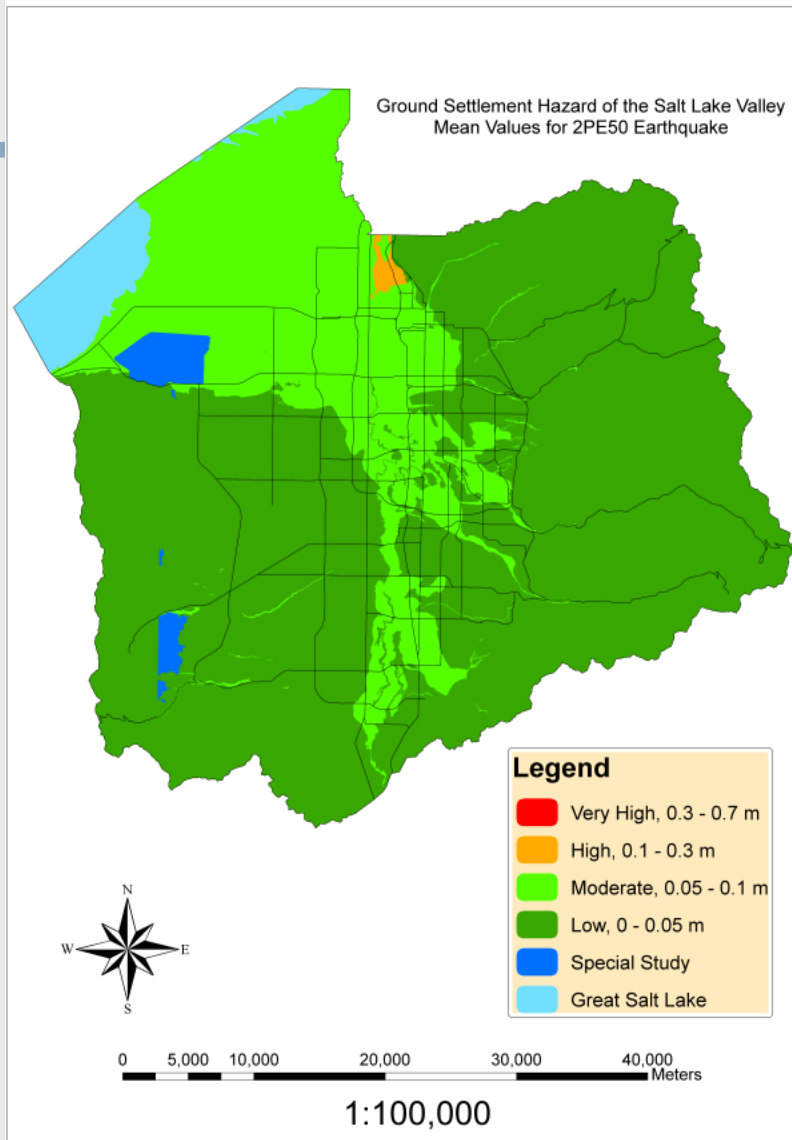 Ground Settlement Hazard of the Salt Lake Valley
Mean Values for 2PE50 Earthquake
Legend
Very High, 0.3 - 0.7 m
High, 0.1 - 0.3 m
Moderate, 0.05 - 0.1 m
Low, 0 - 0.05 m
Special Study
Great Salt Lake
N
W E
S
0 5,000 10,000 20,000 30,000 40,000
Meters
1:100,000